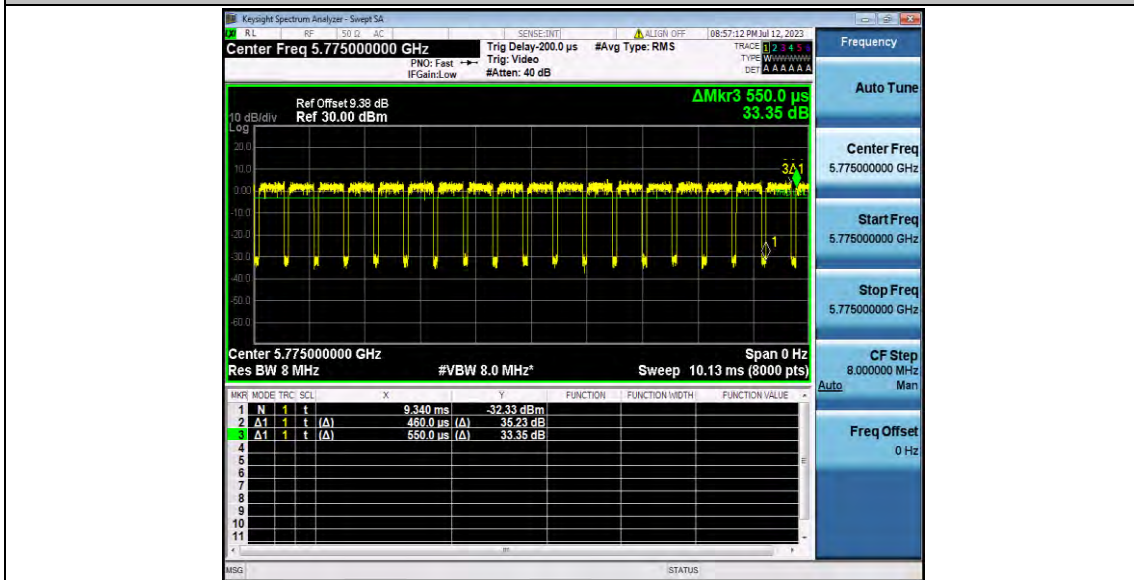 Keysight Spectrum Analyzer - Swept SA
RL RF 50 Ω AC SENSE:INT ALIGN OFF 08:57:12 PM Jul 12, 2023
Center Freq 5.775000000 GHz
PNO: Fast
IFGain:Low
Trig Delay-200.0 µs
Trig: Video
#Atten: 40 dB
#Avg Type: RMS
TRACE 1 2 3 4 5 6
TYPE WWWWWW
DET A A A A A A
ΔMkr3 550.0 µs
33.35 dB
Ref Offset 9.38 dB
10 dB/div Ref 30.00 dBm
Log
20.0
10.0
0.00
-10.0
-20.0
-30.0
-40.0
-50.0
-60.0
3Δ1
1
Center 5.775000000 GHz Span 0 Hz
Res BW 8 MHz #VBW 8.0 MHz* Sweep 10.13 ms (8000 pts)
MKR MODE TRC SCL X Y FUNCTION FUNCTION WIDTH FUNCTION VALUE
1 N 1 t 9.340 ms -32.33 dBm
2 Δ1 1 t (Δ) 460.0 µs (Δ) 35.23 dB
3 Δ1 1 t (Δ) 550.0 µs (Δ) 33.35 dB
4
5
6
7
8
9
10
11
MSG STATUS
Frequency
Auto Tune
Center Freq
5.775000000 GHz
Start Freq
5.775000000 GHz
Stop Freq
5.775000000 GHz
CF Step
8.000000 MHz
Auto Man
Freq Offset
0 Hz